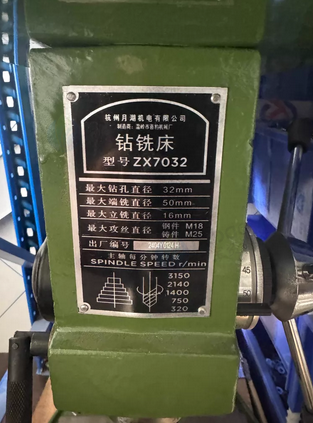 杭州月湖机电有限公司
钻铣床
型号 ZX7032
最大钻孔直径 32mm
最大端铣直径 50mm
最大立铣直径 16mm
最大攻丝直径 钢件 M18
铸件 M25
出厂编号
主轴每分钟转数
SPINDLE SPEED r/min
3150
2140
1400
750
320
45
50